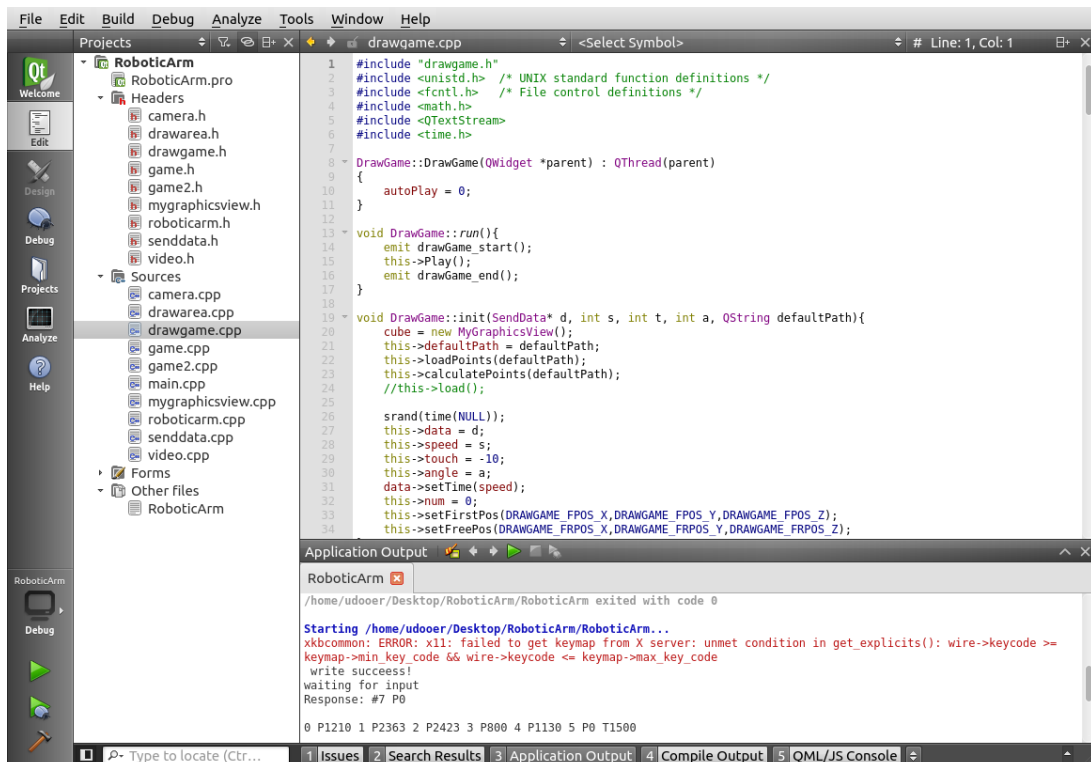 File Edit Build Debug Analyze Tools Window Help
Projects
drawgame.cpp
<Select Symbol>
# Line: 1, Col: 1
Qt
Welcome
Edit
Design
Debug
Projects
Analyze
Help
RoboticArm
Debug
RoboticArm
RoboticArm.pro
Headers
camera.h
drawarea.h
drawgame.h
game.h
game2.h
mygraphicsview.h
roboticarm.h
senddata.h
video.h
Sources
camera.cpp
drawarea.cpp
drawgame.cpp
game.cpp
game2.cpp
main.cpp
mygraphicsview.cpp
roboticarm.cpp
senddata.cpp
video.cpp
Forms
Other files
RoboticArm
1 #include "drawgame.h"
2 #include <unistd.h> /* UNIX standard function definitions */
3 #include <fcntl.h> /* File control definitions */
4 #include <math.h>
5 #include <QTextStream>
6 #include <time.h>
7
8 DrawGame::DrawGame(QWidget *parent) : QThread(parent)
9 {
10 autoPlay = 0;
11 }
12
13 void DrawGame::run(){
14 emit drawGame_start();
15 this->Play();
16 emit drawGame_end();
17 }
18
19 void DrawGame::init(SendData* d, int s, int t, int a, QString defaultPath){
20 cube = new MyGraphicsView();
21 this->defaultPath = defaultPath;
22 this->loadPoints(defaultPath);
23 this->calculatePoints(defaultPath);
24 //this->load();
25
26 srand(time(NULL));
27 this->data = d;
28 this->speed = s;
29 this->touch = -10;
30 this->angle = a;
31 data->setTime(speed);
32 this->num = 0;
33 this->setFirstPos(DRAWGAME_FPOS_X,DRAWGAME_FPOS_Y,DRAWGAME_FPOS_Z);
34 this->setFreePos(DRAWGAME_FRPOS_X,DRAWGAME_FRPOS_Y,DRAWGAME_FRPOS_Z);
Application Output
RoboticArm
/home/udooer/Desktop/RoboticArm/RoboticArm exited with code 0
Starting /home/udooer/Desktop/RoboticArm/RoboticArm...
xkbcommon: ERROR: x11: failed to get keymap from X server: unmet condition in get_explicits(): wire->keycode >=
keymap->min_key_code && wire->keycode <= keymap->max_key_code
write succeess!
waiting for input
Response: #7 P0
0 P1210 1 P2363 2 P2423 3 P800 4 P1130 5 P0 T1500
Type to locate (Ctr...
1 Issues 2 Search Results 3 Application Output 4 Compile Output 5 QML/JS Console